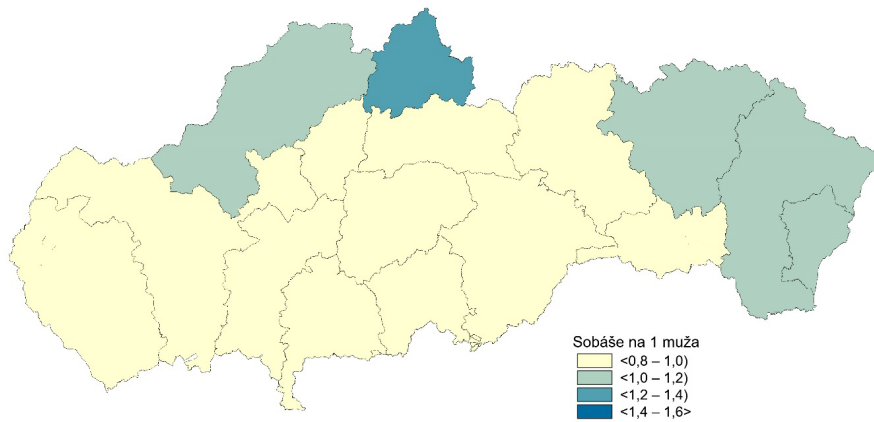 Sobáše na 1 muža
<0,8 – 1,0)
<1,0 – 1,2)
<1,2 – 1,4)
<1,4 – 1,6>